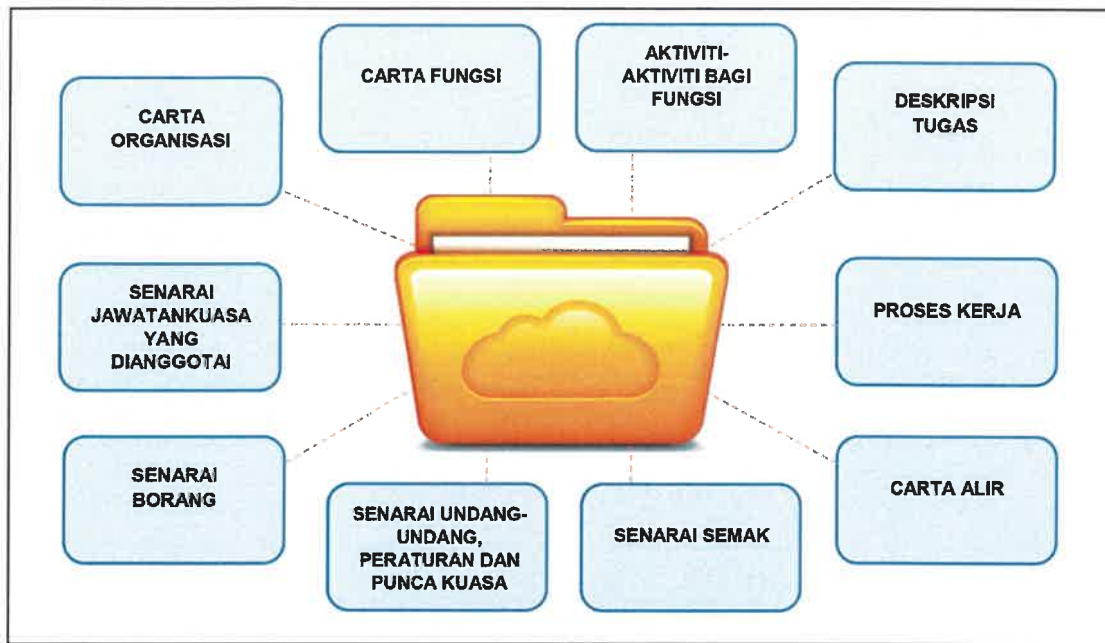 CARTA
ORGANISASI
CARTA FUNGSI
AKTIVITI-
AKTIVITI BAGI
FUNGSI
DESKRIPSI
TUGAS
SENARAI
JAWATANKUASA
YANG
DIANGGOTAI
PROSES KERJA
SENARAI
BORANG
SENARAI UNDANG-
UNDANG,
PERATURAN DAN
PUNCA KUASA
SENARAI SEMAK
CARTA ALIR